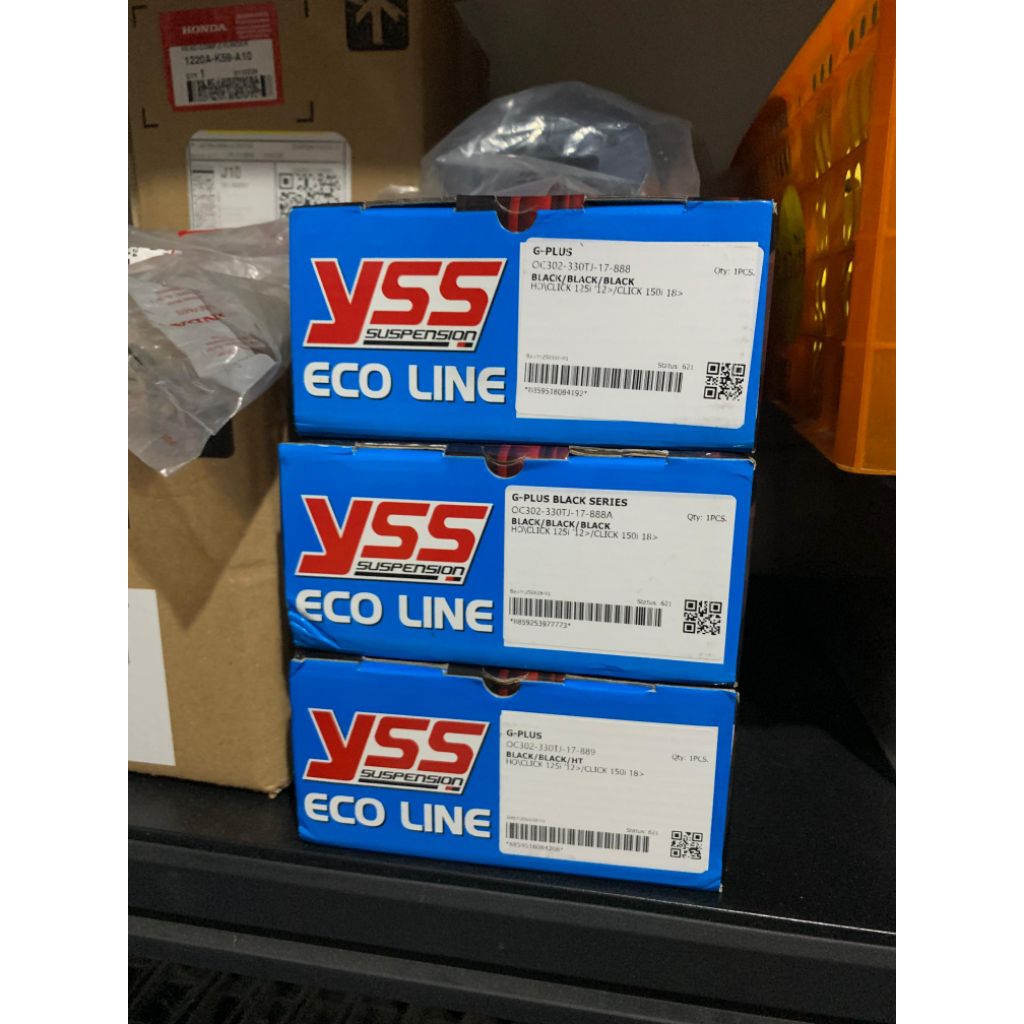 HONDA
1220A-K59-A10
QTY 1
J10
YSS
SUSPENSION
ECO LINE
G-PLUS
OC302-330TJ-17-888
Qty: 1PCS.
BLACK/BLACK/BLACK
HO\CLICK 125i '12>/CLICK 150i 18>
Status: 621
*8859518084192*
YSS
SUSPENSION
ECO LINE
G-PLUS BLACK SERIES
OC302-330TJ-17-888A
Qty: 1PCS.
BLACK/BLACK/BLACK
HO\CLICK 125i '12>/CLICK 150i 18>
Status: 621
*8859253977773*
YSS
SUSPENSION
ECO LINE
G-PLUS
OC302-330TJ-17-889
Qty: 1PCS.
BLACK/BLACK/HT
HO\CLICK 125i '12>/CLICK 150i 18>
Status: 621
*8859518084208*